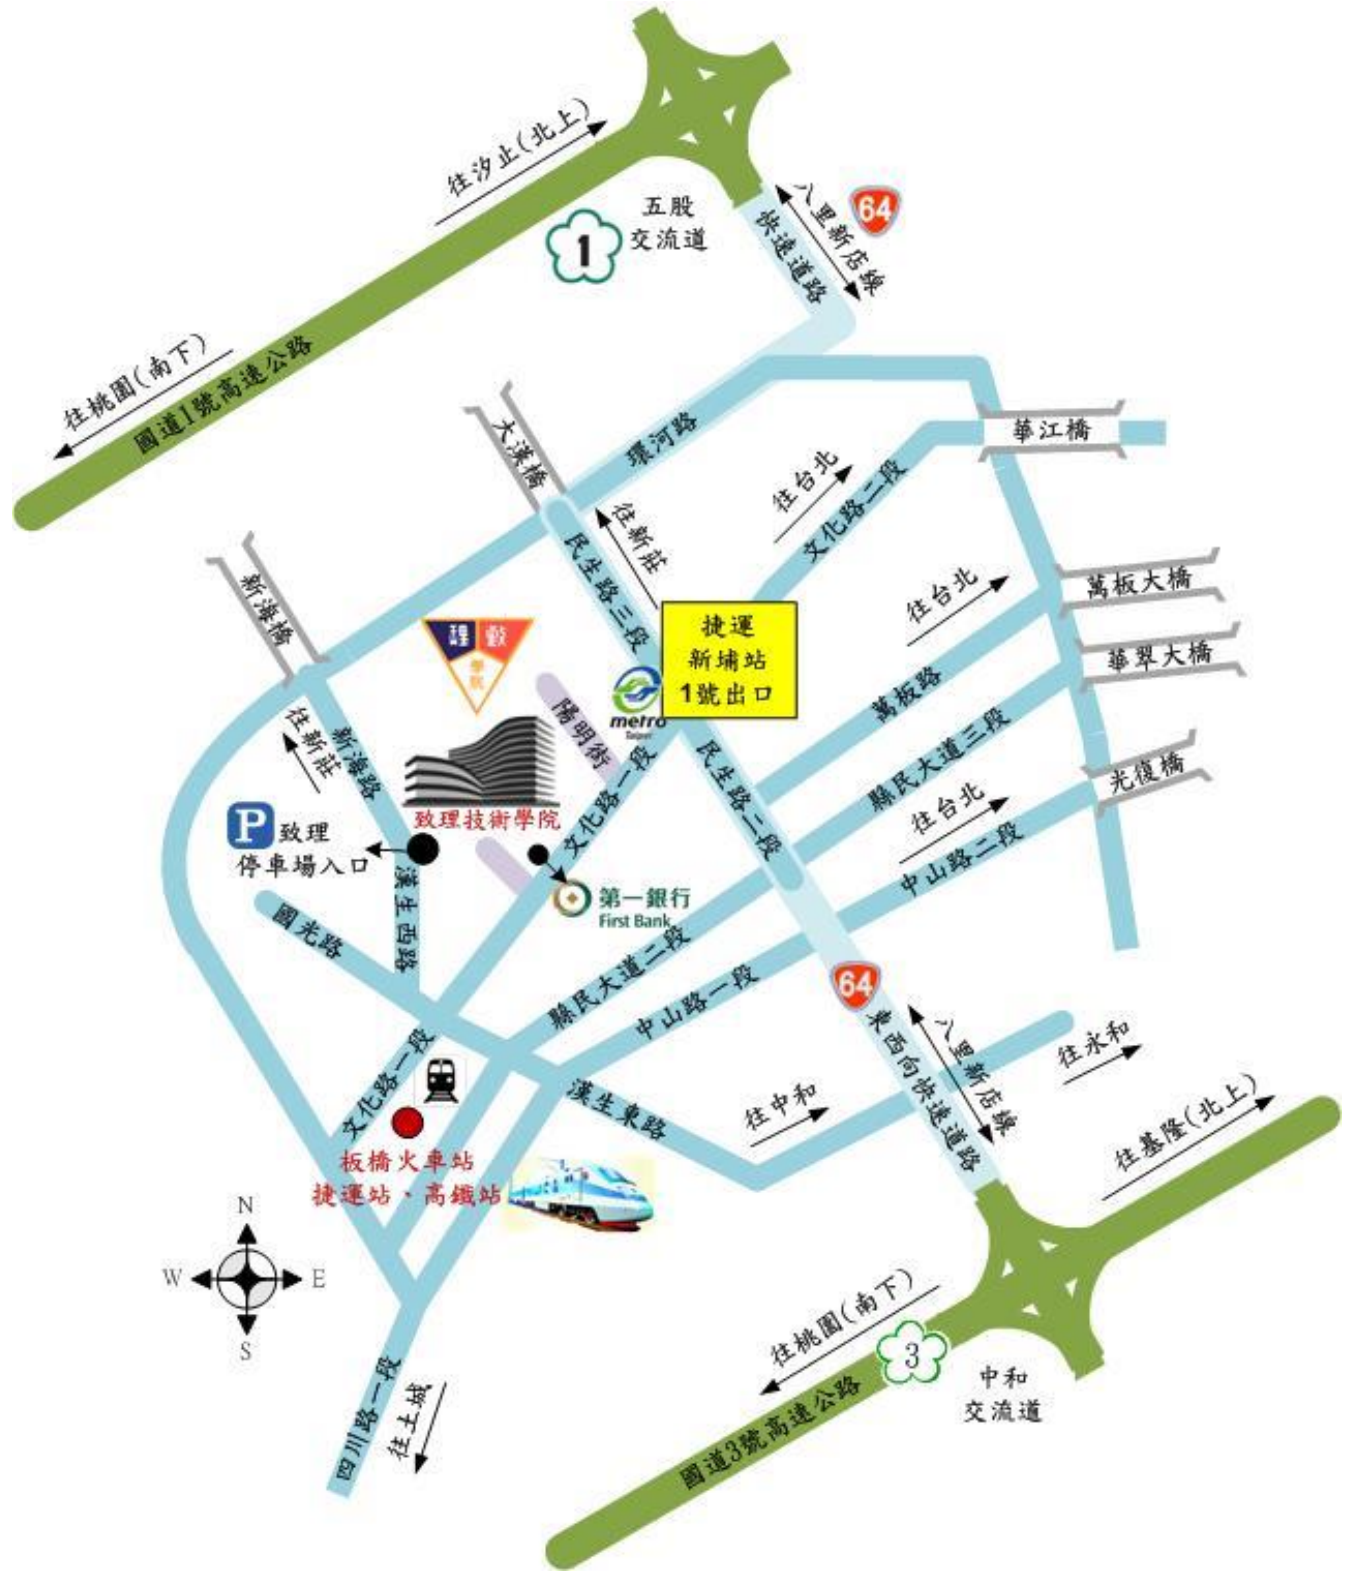 往汐止(北上)
五股
交流道
1
八里新店線
64
快速道路
往桃園(南下)
國道1號高速公路
大漢橋
環河路
華江橋
往台北
文化路二段
往新莊
民生路三段
新海橋
往台北
萬板大橋
捷運
新埔站
1號出口
華翠大橋
理 致
學
院
metro
Taipei
陽明街
萬板路
縣民大道三段
光復橋
往新莊
新海路
民生路二段
文化路一段
往台北
P
致理
停車場入口
致理技術學院
中山路二段
漢生西路
第一銀行
First Bank
國光路
縣民大道二段
中山路一段
64
東西向快速道路
八里新店線
往永和
文化路一段
漢生東路
往中和
往基隆(北上)
板橋火車站
捷運站、高鐵站
N
W
E
S
往桃園(南下)
3
中和
交流道
四川路一段
往土城
國道3號高速公路